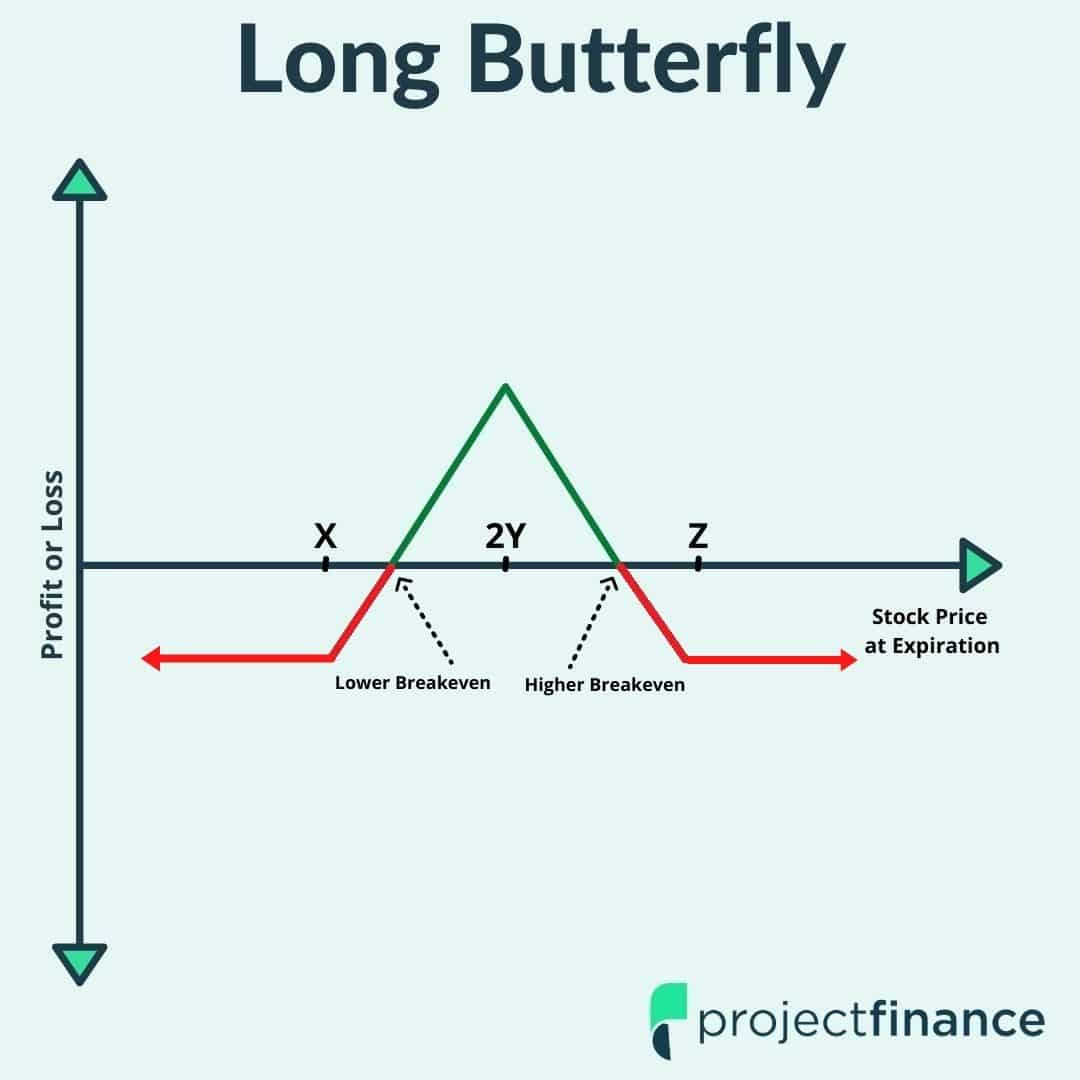 Long Butterfly
Profit or Loss
X
2Y
Z
Stock Price
at Expiration
Lower Breakeven
Higher Breakeven
projectfinance